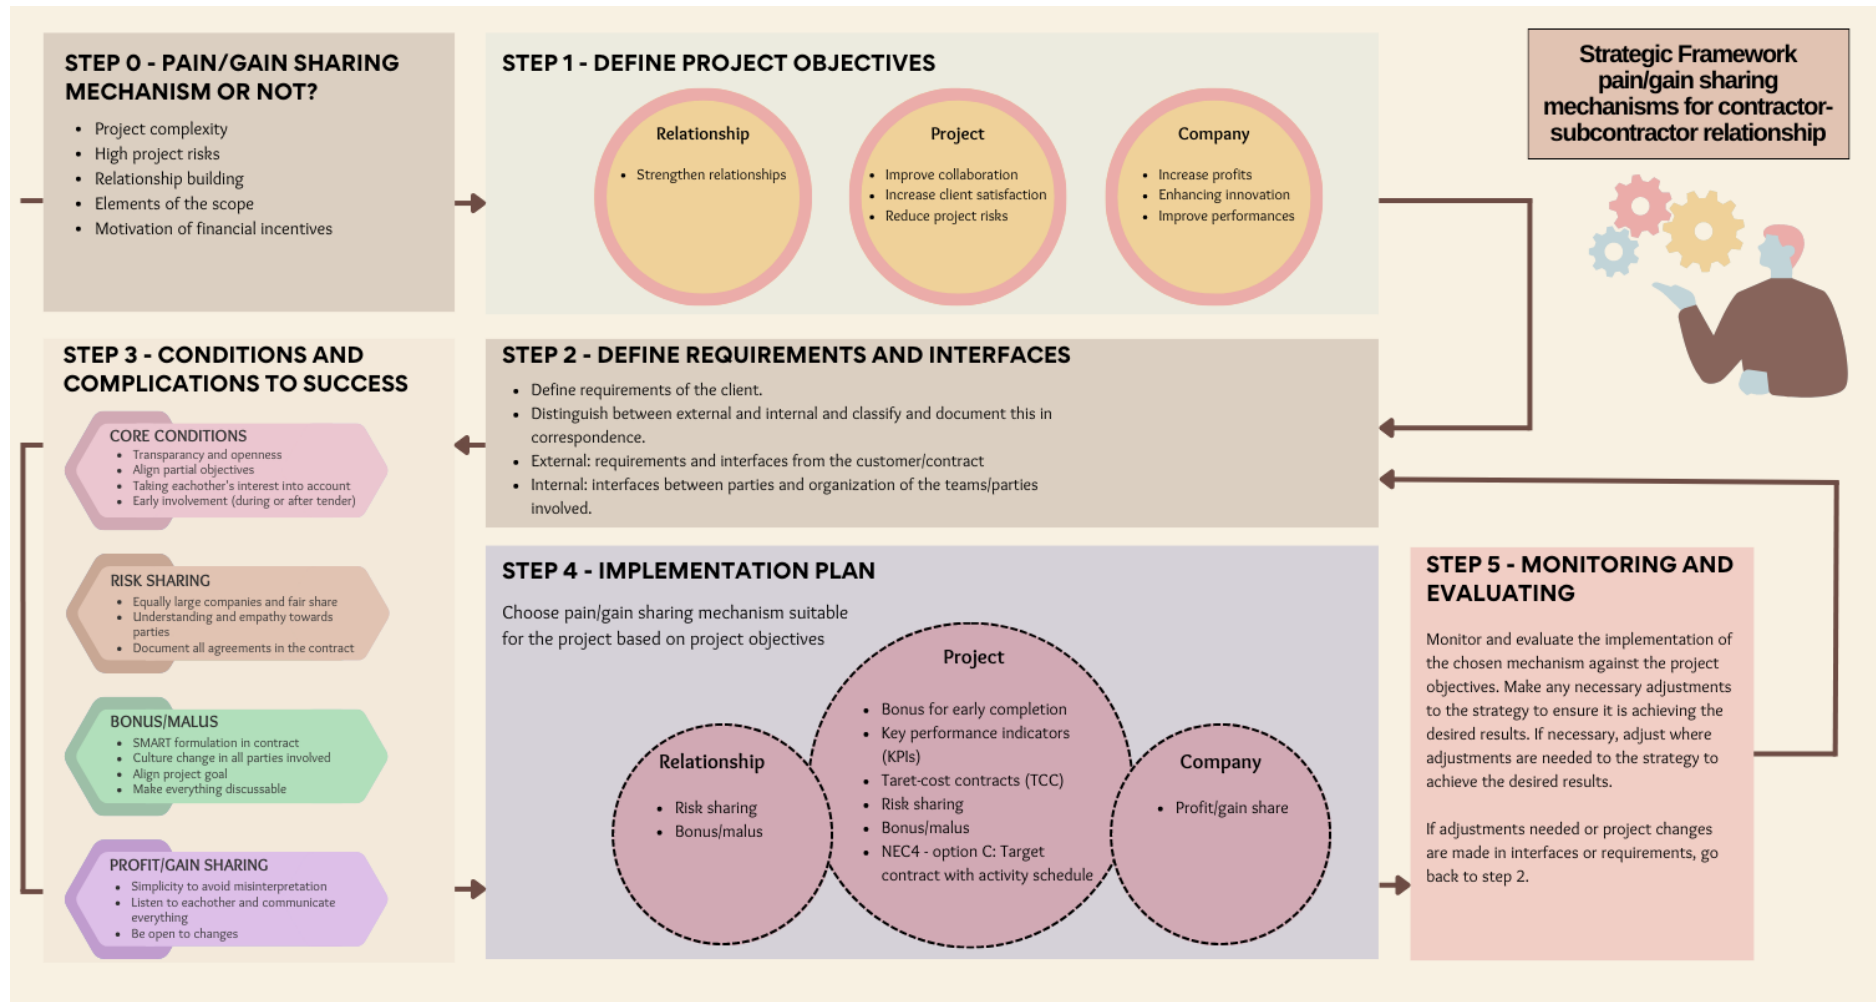 STEP 0 - PAIN/GAIN SHARING
MECHANISM OR NOT?
• Project complexity
• High project risks
• Relationship building
• Elements of the scope
• Motivation of financial incentives
STEP 1 - DEFINE PROJECT OBJECTIVES
Relationship
• Strengthen relationships
Project
• Improve collaboration
• Increase client satisfaction
• Reduce project risks
Company
• Increase profits
• Enhancing innovation
• Improve performances
Strategic Framework
pain/gain sharing
mechanisms for contractor-
subcontractor relationship
STEP 2 - DEFINE REQUIREMENTS AND INTERFACES
• Define requirements of the client.
• Distinguish between external and internal and classify and document this in
correspondence.
• External: requirements and interfaces from the customer/contract
• Internal: interfaces between parties and organization of the teams/parties
involved.
STEP 3 - CONDITIONS AND
COMPLICATIONS TO SUCCESS
CORE CONDITIONS
• Transparancy and openness
• Align partial objectives
• Taking eachother's interest into account
• Early involvement (during or after tender)
RISK SHARING
• Equally large companies and fair share
• Understanding and empathy towards
parties
• Document all agreements in the contract
BONUS/MALUS
• SMART formulation in contract
• Culture change in all parties involved
• Align project goal
• Make everything discussable
PROFIT/GAIN SHARING
• Simplicity to avoid misinterpretation
• Listen to eachother and communicate
everything
• Be open to changes
STEP 4 - IMPLEMENTATION PLAN
Choose pain/gain sharing mechanism suitable
for the project based on project objectives
Relationship
• Risk sharing
• Bonus/malus
Project
• Bonus for early completion
• Key performance indicators
(KPIs)
• Taret-cost contracts (TCC)
• Risk sharing
• Bonus/malus
• NEC4 - option C: Target
contract with activity schedule
Company
• Profit/gain share
STEP 5 - MONITORING AND
EVALUATING
Monitor and evaluate the implementation of
the chosen mechanism against the project
objectives. Make any necessary adjustments
to the strategy to ensure it is achieving the
desired results. If necessary, adjust where
adjustments are needed to the strategy to
achieve the desired results.
If adjustments needed or project changes
are made in interfaces or requirements, go
back to step 2.